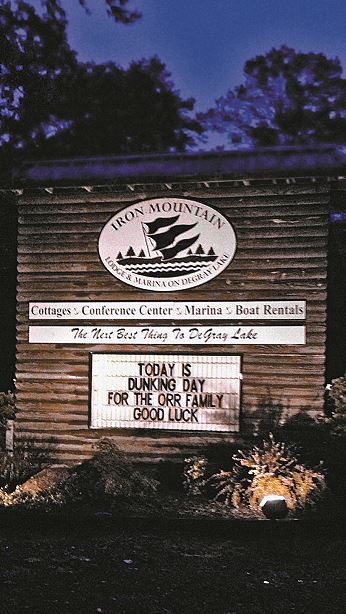 IRON MOUNTAIN
LODGE & MARINA ON DEGRAY LAKE
Cottages Conference Center Marina Boat Rentals
The Next Best Thing To DeGray Lake
TODAY IS
DUNKING DAY
FOR THE ORR FAMILY
GOOD LUCK